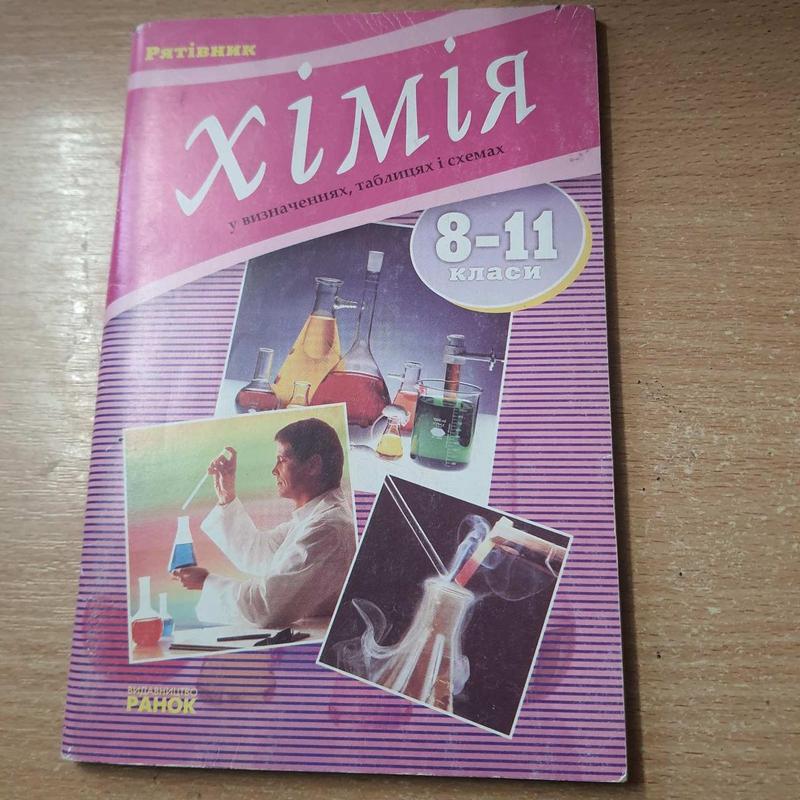 Рятівник
хімія
у визначеннях, таблицях і схемах
8-11
класи
ВИДАВНИЦТВО
РАНОК